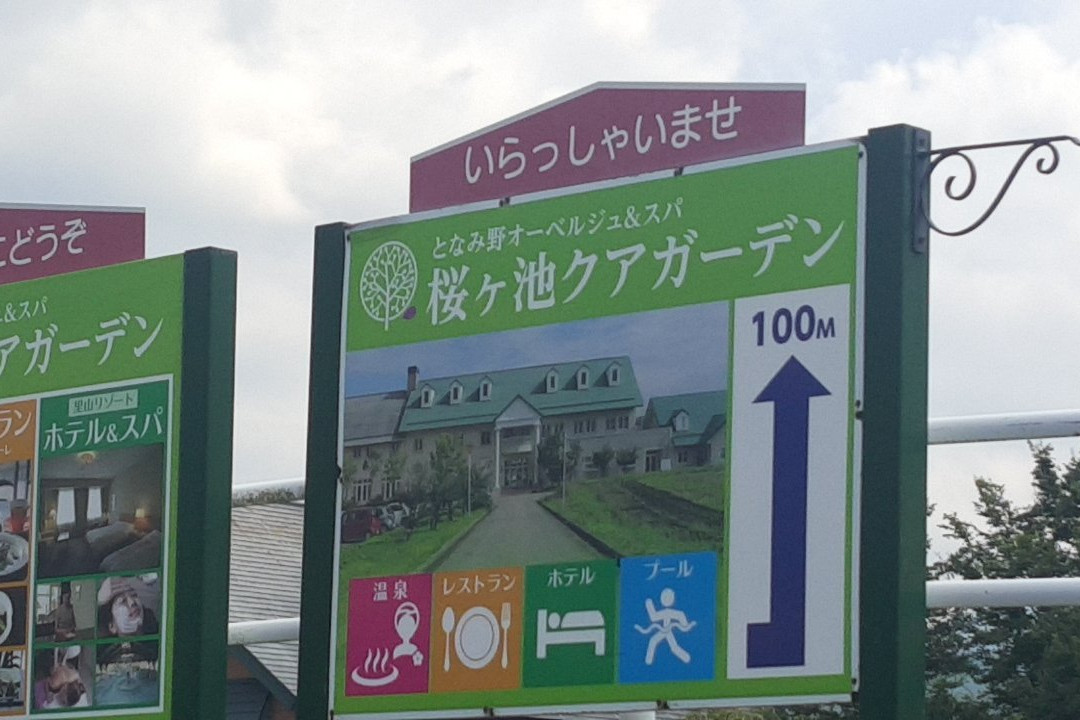 いらっしゃいませ
となみ野オーベルジュ&スパ
桜ヶ池クアガーデン
100M
温泉
レストラン
ホテル
プール
どうぞ
&スパ
アガーデン
ラン
里山リゾート
ホテル&スパ